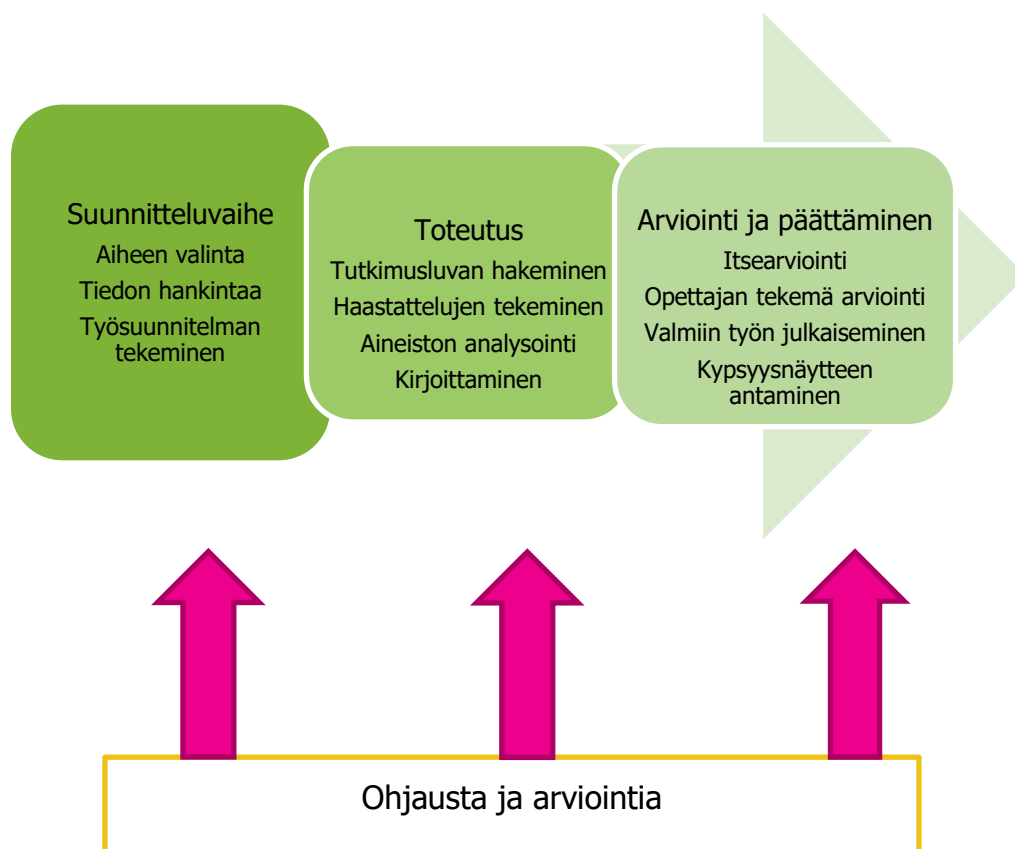 Suunnitteluvaihe
Aiheen valinta
Tiedon hankintaa
Työsuunnitelman
tekeminen
Toteutus
Tutkimusluvan hakeminen
Haastattelujen tekeminen
Aineiston analysointi
Kirjoittaminen
Arviointi ja päättäminen
Itsearviointi
Opettajan tekemä arviointi
Valmiin työn julkaiseminen
Kypsyysnäytteen
antaminen
Ohjausta ja arviointia